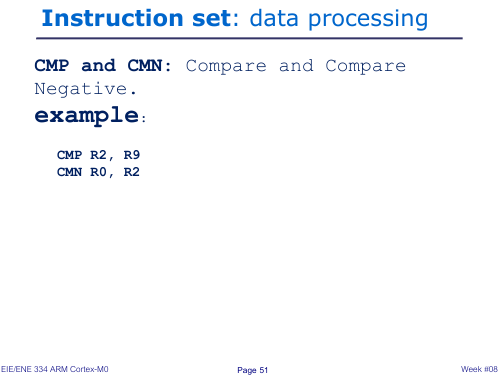 Instruction set: data processing
CMP and CMN: Compare and Compare
Negative.
example:
CMP R2, R9
CMN R0, R2
EIE/ENE 334 ARM Cortex-M0
Page 51
Week #08